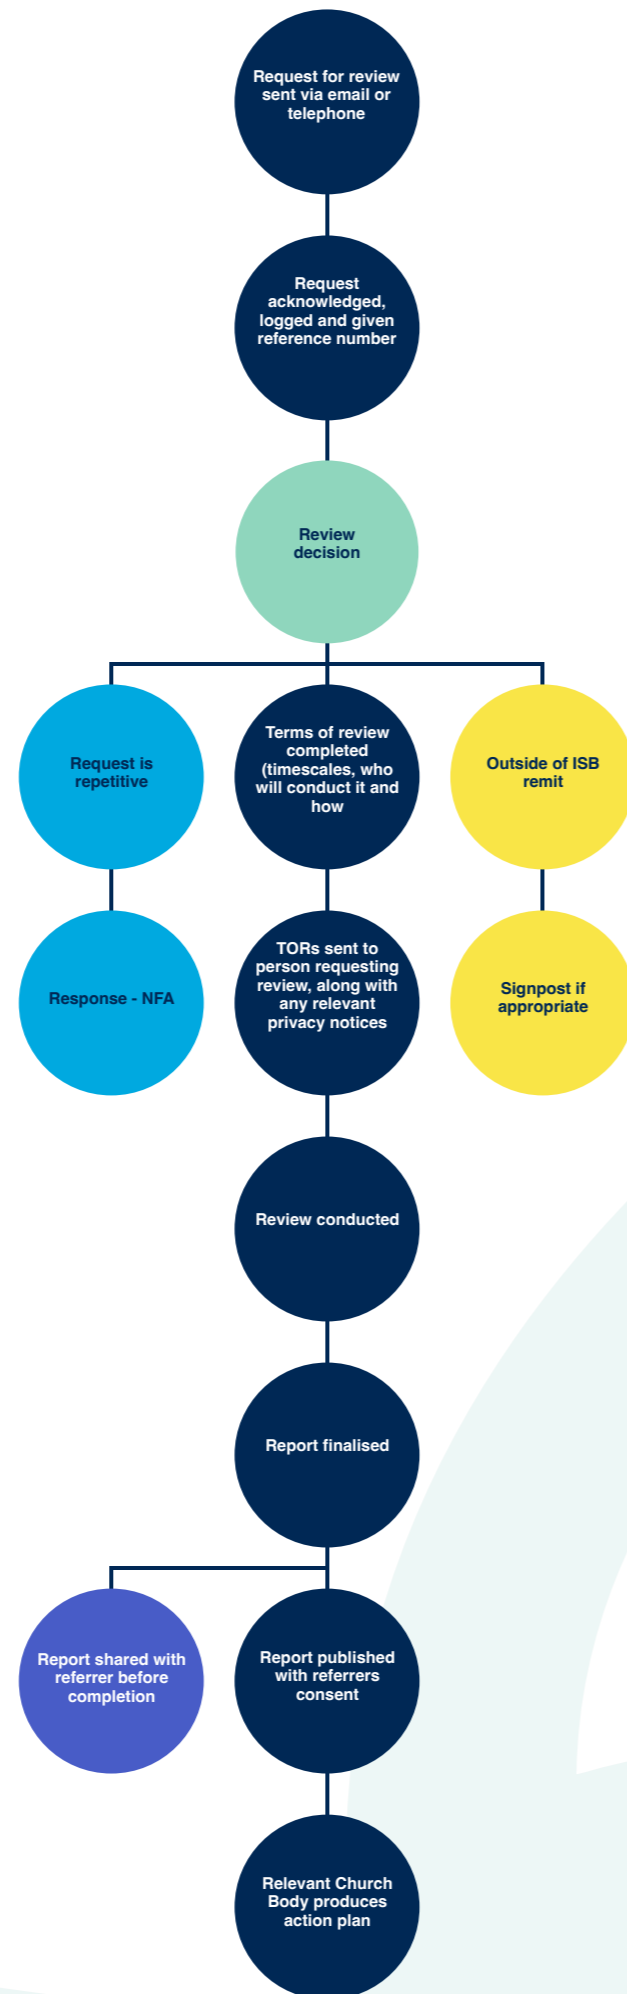 Request for review
sent via email or
telephone
Request
acknowledged,
logged and given
reference number
Review
decision
Request is
repetitive
Terms of review
completed
(timescales, who
will conduct it and
how
Outside of ISB
remit
Response - NFA
TORs sent to
person requesting
review, along with
any relevant
privacy notices
Signpost if
appropriate
Review conducted
Report finalised
Report shared with
referrer before
completion
Report published
with referrers
consent
Relevant Church
Body produces
action plan